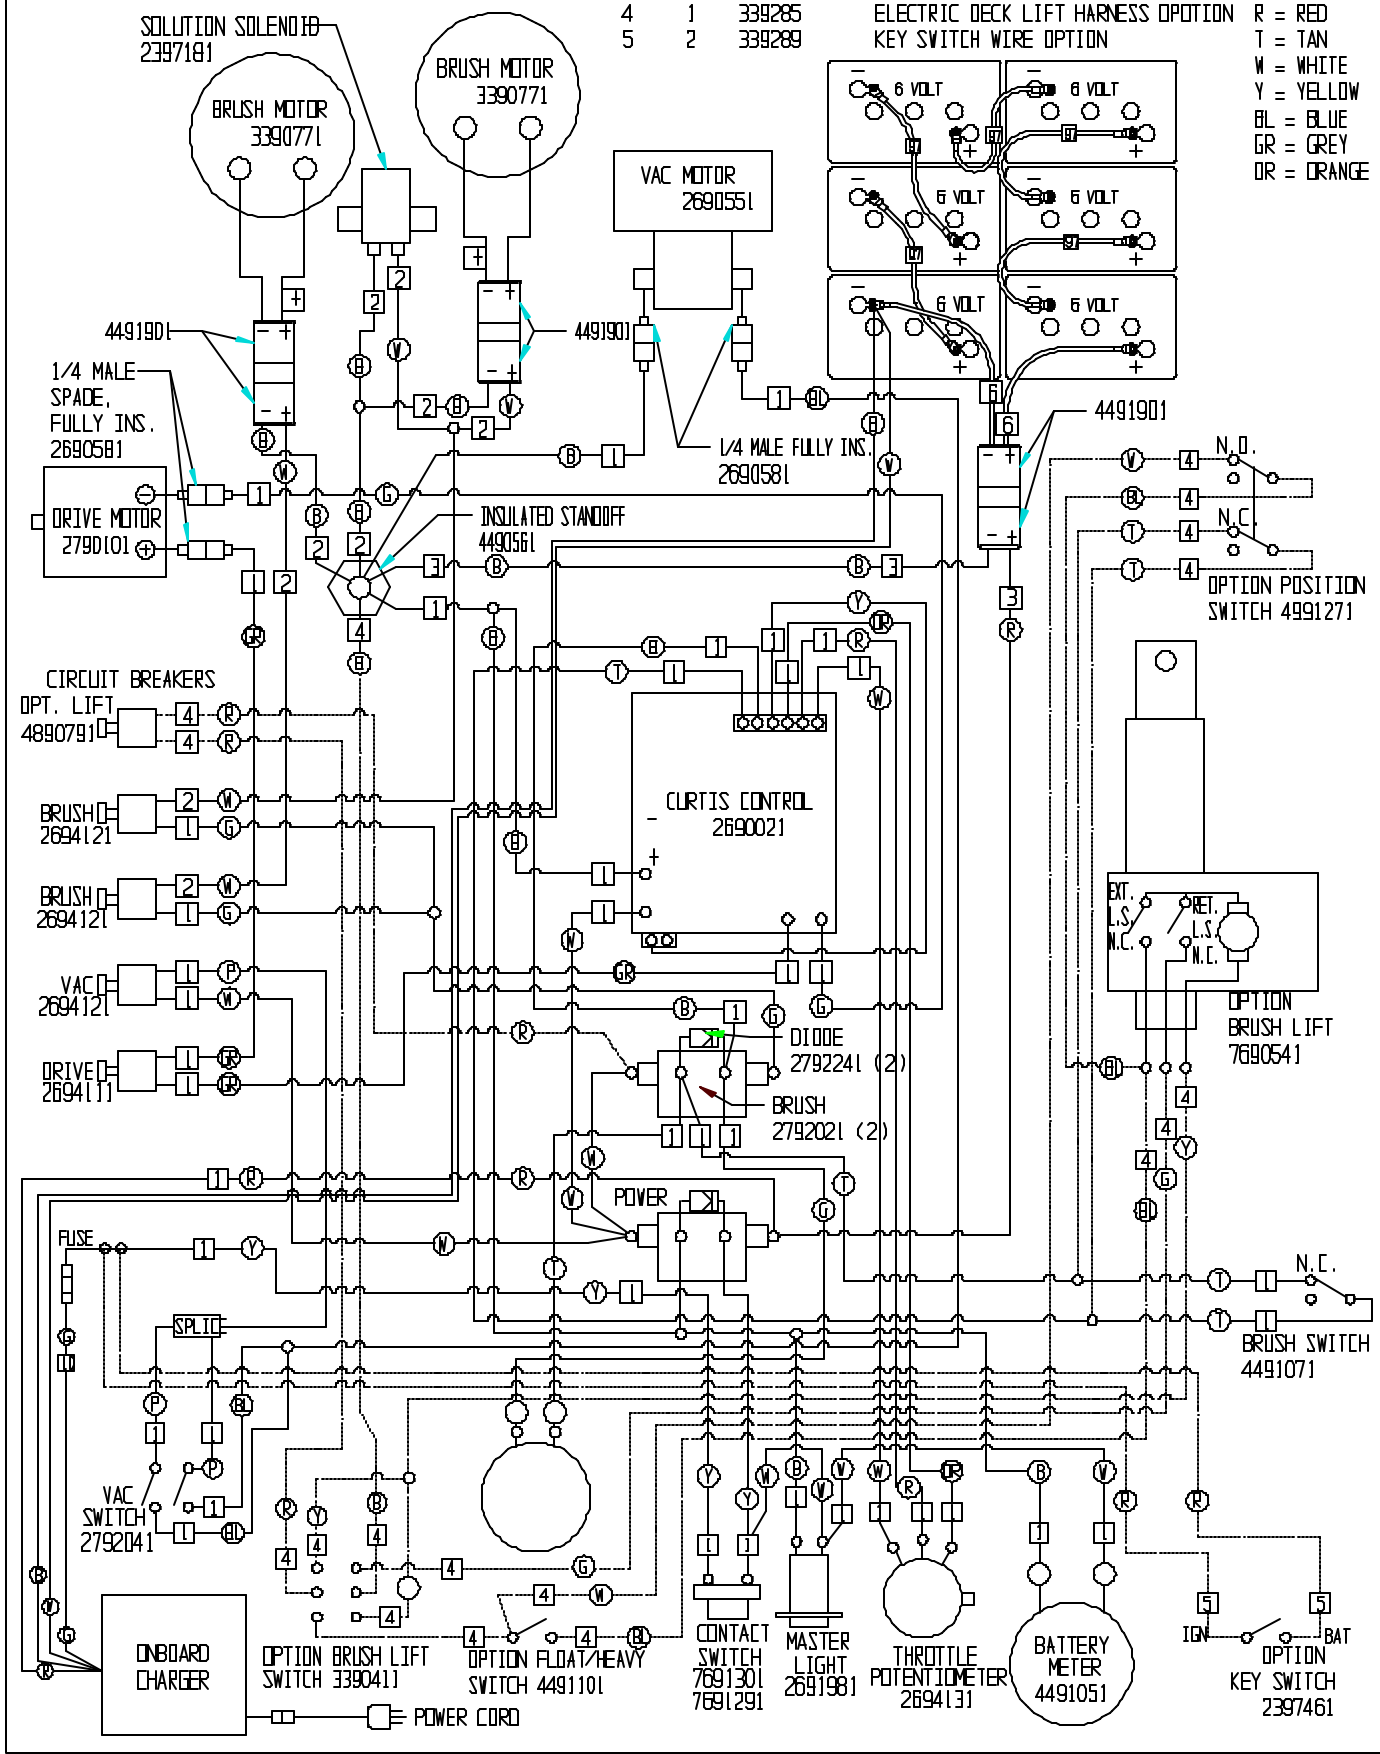 4 1 339285 ELECTRIC DECK LIFT HARNESS OPOTION
5 2 339289 KEY SWITCH WIRE OPTION
R = RED
T = TAN
W = WHITE
Y = YELLOW
BL = BLUE
GR = GREY
OR = ORANGE
SOLUTION SOLENOID
2397181
BRUSH MOTOR
3390771
BRUSH MOTOR
3390771
VAC MOTOR
2690551
- 6 VOLT +
- 6 VOLT +
- 6 VOLT +
- 6 VOLT +
- 6 VOLT +
- 6 VOLT +
97
97
97
97
97
4491901
4491901
4491901
1/4 MALE
SPADE,
FULLY INS.
2690581
1/4 MALE FULLY INS.
2690581
DRIVE MOTOR
2790101
INSULATED STANDOFF
4490561
N.O.
N.C.
OPTION POSITION
SWITCH 4991271
CIRCUIT BREAKERS
OPT. LIFT
4890791
BRUSH
2694121
BRUSH
2694121
VAC
2694121
DRIVE
2694111
CURTIS CONTROL
2690021
-
+
EXT.
L.S.
N.C.
RET.
L.S.
N.C.
OPTION
BRUSH LIFT
7690541
DIODE
2792241 (2)
BRUSH
2792021 (2)
POWER
FUSE
SPLIC
N.C.
BRUSH SWITCH
4491071
VAC
SWITCH
2792041
ONBOARD
CHARGER
POWER CORD
OPTION BRUSH LIFT
SWITCH 3390411
OPTION FLOAT/HEAVY
SWITCH 4491101
CONTACT
SWITCH
7691301
7691291
MASTER
LIGHT
2691981
THROTTLE
POTENTIOMETER
2694131
BATTERY
METER
4491051
IGN
BAT
OPTION
KEY SWITCH
2397461